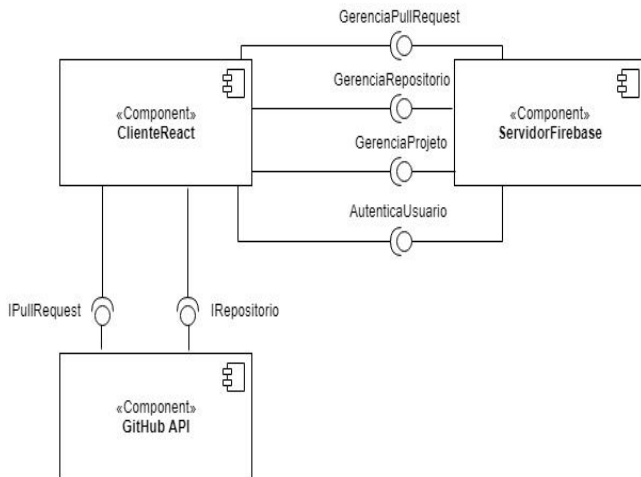 GerenciaPullRequest
GerenciaRepositorio
GerenciaProjeto
AutenticaUsuario
«Component»
ClienteReact
«Component»
ServidorFirebase
IPullRequest
IRepositorio
«Component»
GitHub API